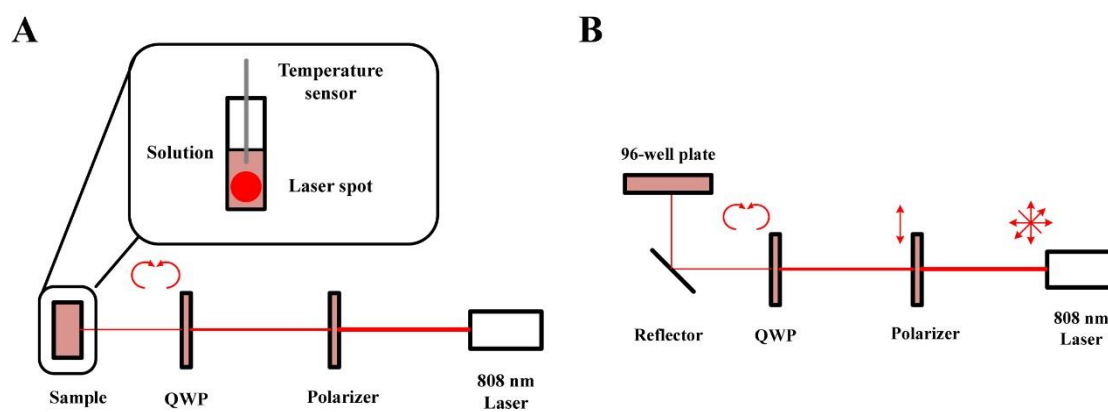 A
Temperature
sensor
Solution
Laser spot
Sample
QWP
Polarizer
808 nm
Laser
B
96-well plate
Reflector
QWP
Polarizer
808 nm
Laser